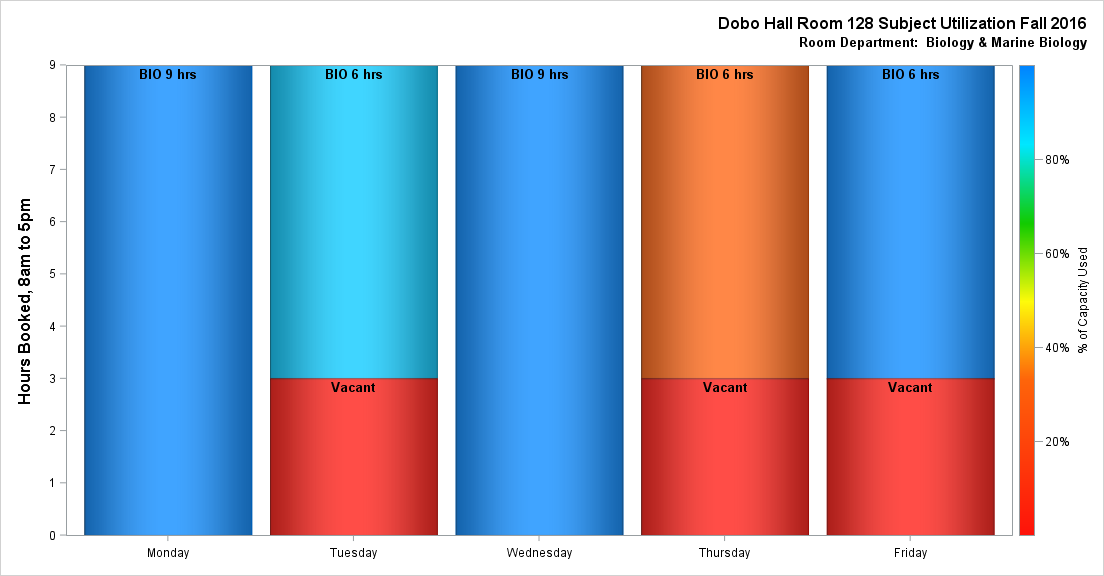 Dobo Hall Room 128 Subject Utilization Fall 2016
Room Department:  Biology & Marine Biology
Hours Booked, 8am to 5pm
9
8
7
6
5
4
3
2
1
0
BIO 9 hrs
BIO 6 hrs
BIO 9 hrs
BIO 6 hrs
BIO 6 hrs
Vacant
Vacant
Vacant
Monday
Tuesday
Wednesday
Thursday
Friday
80%
60%
40%
20%
% of Capacity Used